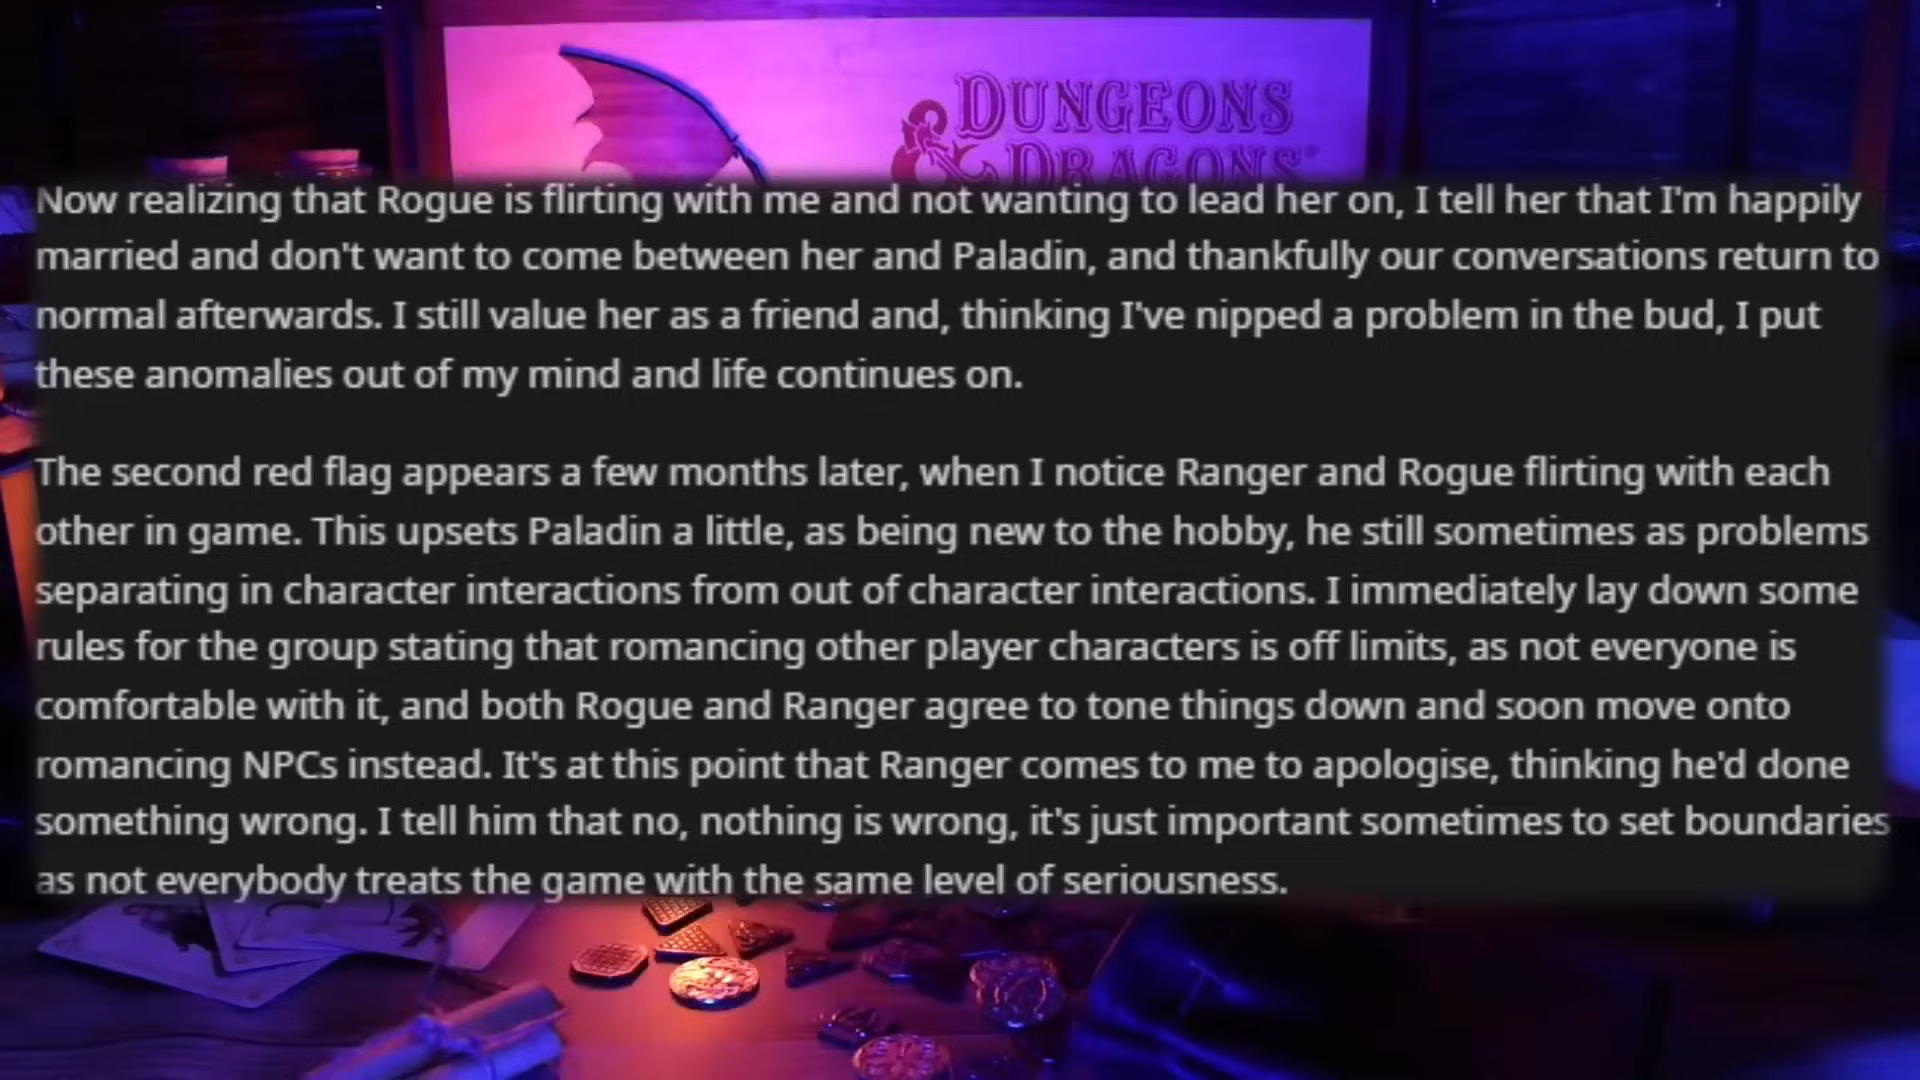 DUNGEONS
& DRAGONS
Now realizing that Rogue is flirting with me and not wanting to lead her on, I tell her that I'm happily
married and don't want to come between her and Paladin, and thankfully our conversations return to
normal afterwards. I still value her as a friend and, thinking I've nipped a problem in the bud, I put
these anomalies out of my mind and life continues on.
The second red flag appears a few months later, when I notice Ranger and Rogue flirting with each
other in game. This upsets Paladin a little, as being new to the hobby, he still sometimes as problems
separating in character interactions from out of character interactions. I immediately lay down some
rules for the group stating that romancing other player characters is off limits, as not everyone is
comfortable with it, and both Rogue and Ranger agree to tone things down and soon move onto
romancing NPCs instead. It's at this point that Ranger comes to me to apologise, thinking he'd done
something wrong. I tell him that no, nothing is wrong, it's just important sometimes to set boundaries
as not everybody treats the game with the same level of seriousness.